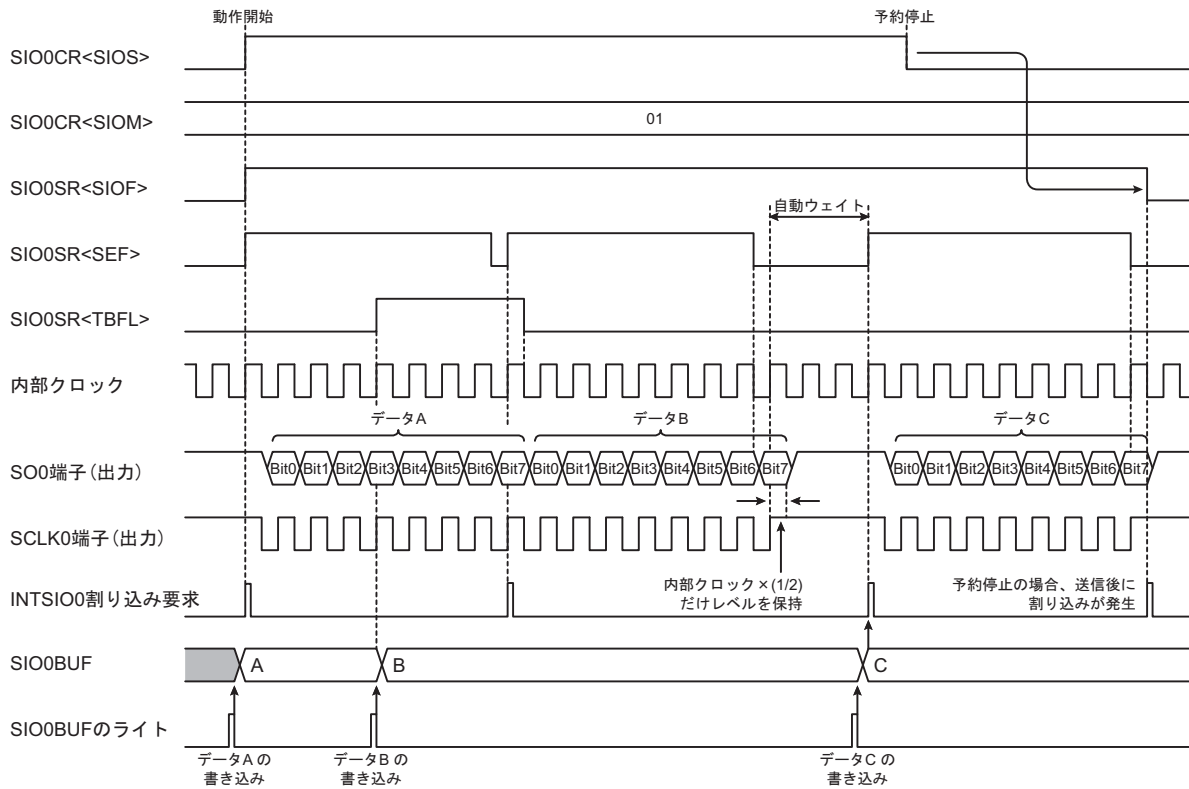 動作開始
予約停止
SIO0CR<SIOS>
SIO0CR<SIOM>
01
SIO0SR<SIOF>
自動ウェイト
SIO0SR<SEF>
SIO0SR<TBFL>
内部クロック
データA
データB
データC
SO0端子(出力)
Bit0 Bit1 Bit2 Bit3 Bit4 Bit5 Bit6 Bit7 Bit0 Bit1 Bit2 Bit3 Bit4 Bit5 Bit6 Bit7 Bit0 Bit1 Bit2 Bit3 Bit4 Bit5 Bit6 Bit7
SCLK0端子(出力)
内部クロック×(1/2)
だけレベルを保持
予約停止の場合、送信後に
割り込みが発生
INTSIO0割り込み要求
SIO0BUF
A
B
C
SIO0BUFのライト
データA の
書き込み
データB の
書き込み
データC の
書き込み